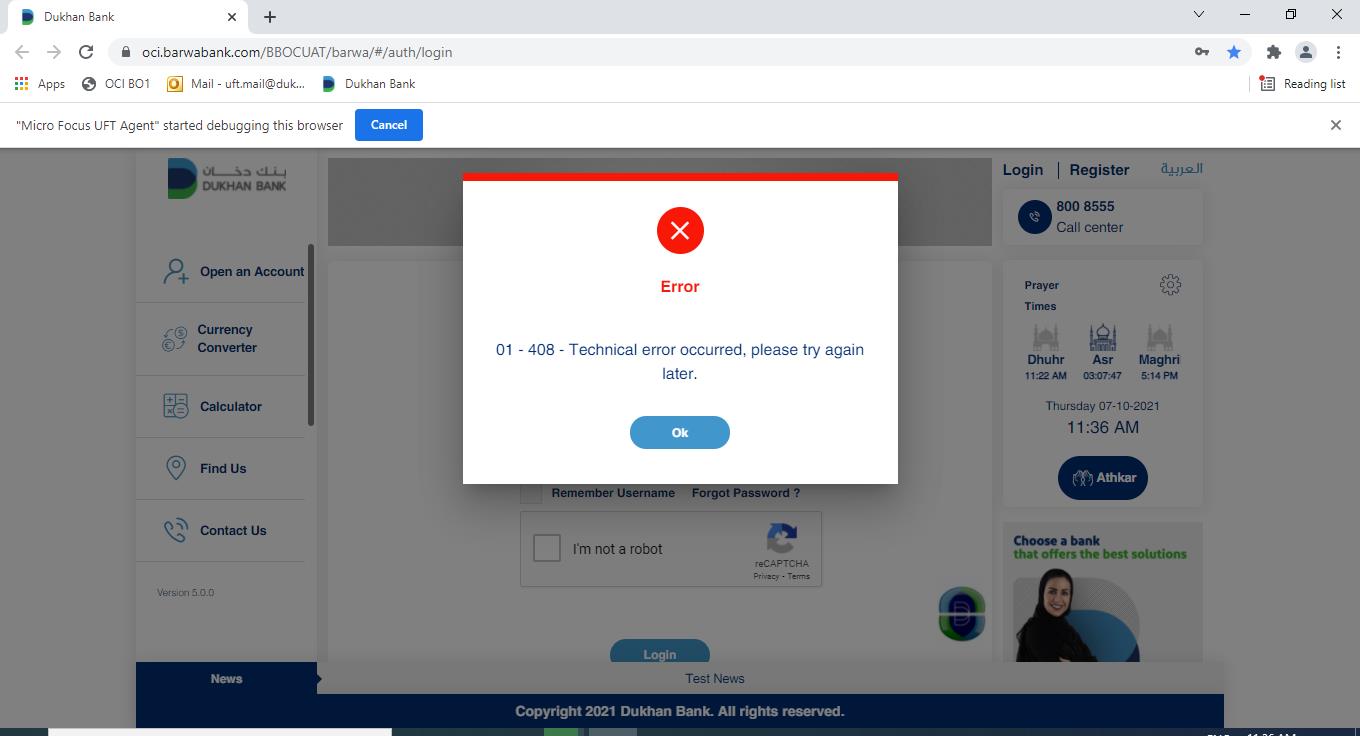 Dukhan Bank
oci.barwabank.com/BBOCUAT/barwa/#/auth/login
Apps
OCI BO1
Mail - uft.mail@duk...
Dukhan Bank
Reading list
"Micro Focus UFT Agent" started debugging this browser
Cancel
بنك دخان
DUKHAN BANK
Open an Account
Currency
Converter
Calculator
Find Us
Contact Us
Version 5.0.0
Error
01 - 408 - Technical error occurred, please try again
later.
Ok
Remember Username
Forgot Password ?
I'm not a robot
reCAPTCHA
Privacy - Terms
Login
Login
Register
العربية
800 8555
Call center
Prayer
Times
Dhuhr
Asr
Maghri
11:22 AM
03:07:47
5:14 PM
Thursday 07-10-2021
11:36 AM
Athkar
Choose a bank
that offers the best solutions
News
Test News
Copyright 2021 Dukhan Bank. All rights reserved.